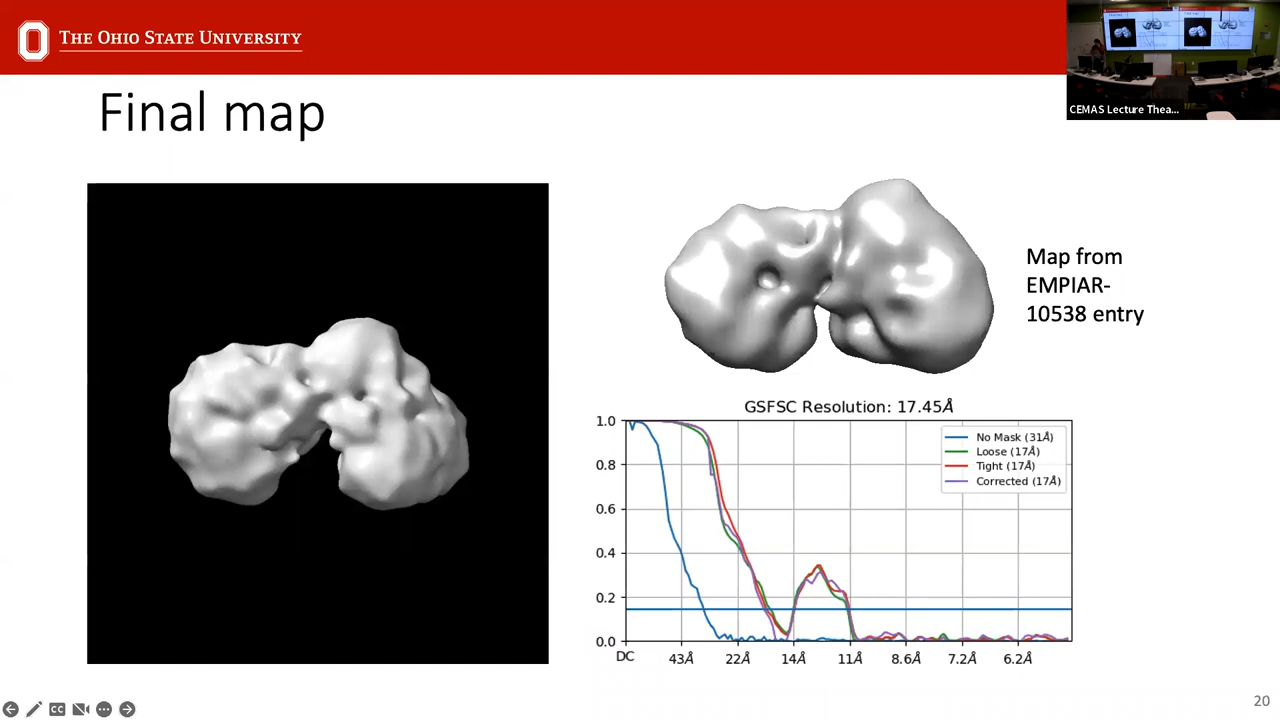 THE OHIO STATE UNIVERSITY
CEMAS Lecture Thea...
Final map
Map from
EMPIAR-
10538 entry
GSFSC Resolution: 17.45Å
1.0
0.8
0.6
0.4
0.2
0.0
No Mask (31Å)
Loose (17Å)
Tight (17Å)
Corrected (17Å)
DC
43Å
22Å
14Å
11Å
8.6Å
7.2Å
6.2Å
CC
20